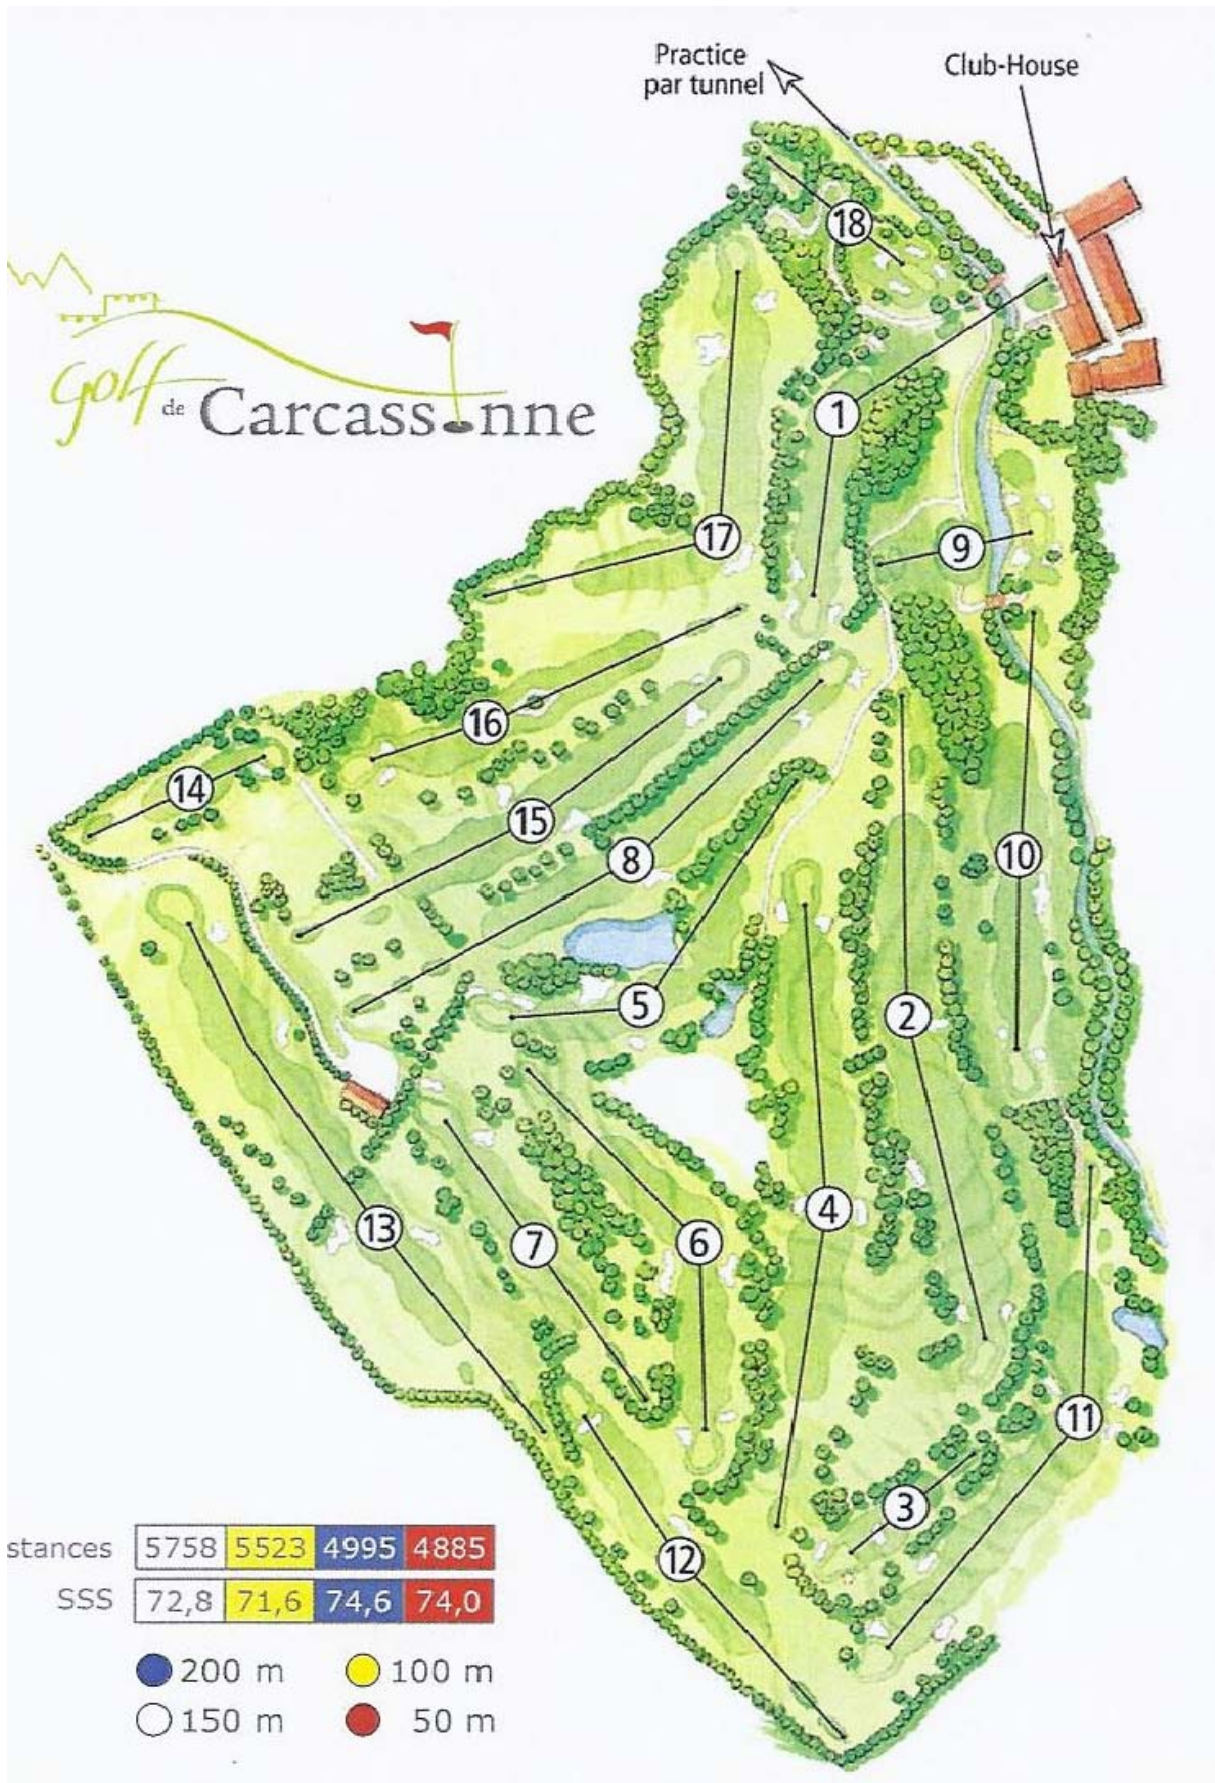 Practice
par tunnel
Club-House
18
1
17
9
16
14
15
8
10
5
2
13
7
6
4
11
3
12
Golf
de Carcassonne
stances 5758 5523 4995 4885
SSS 72,8 71,6 74,6 74,0
200 m 100 m
150 m 50 m